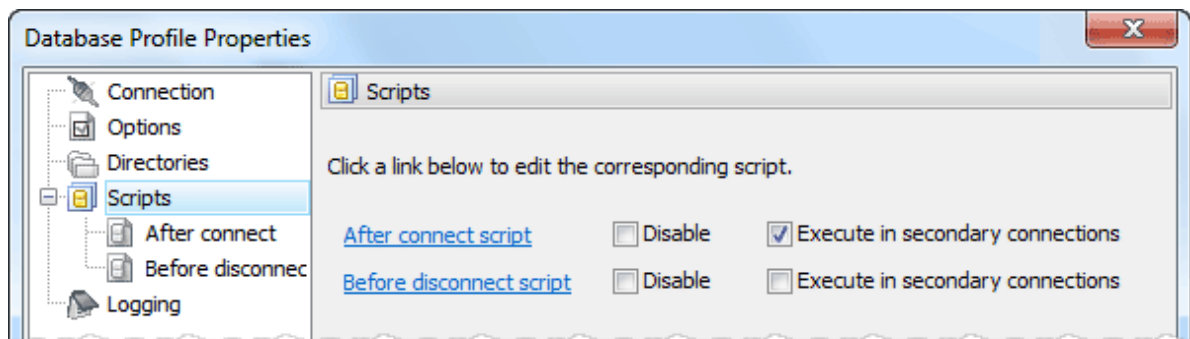 Database Profile Properties
Connection
Options
Directories
Scripts
After connect
Before disconnec
Logging
Scripts
Click a link below to edit the corresponding script.
After connect script Disable Execute in secondary connections
Before disconnect script Disable Execute in secondary connections